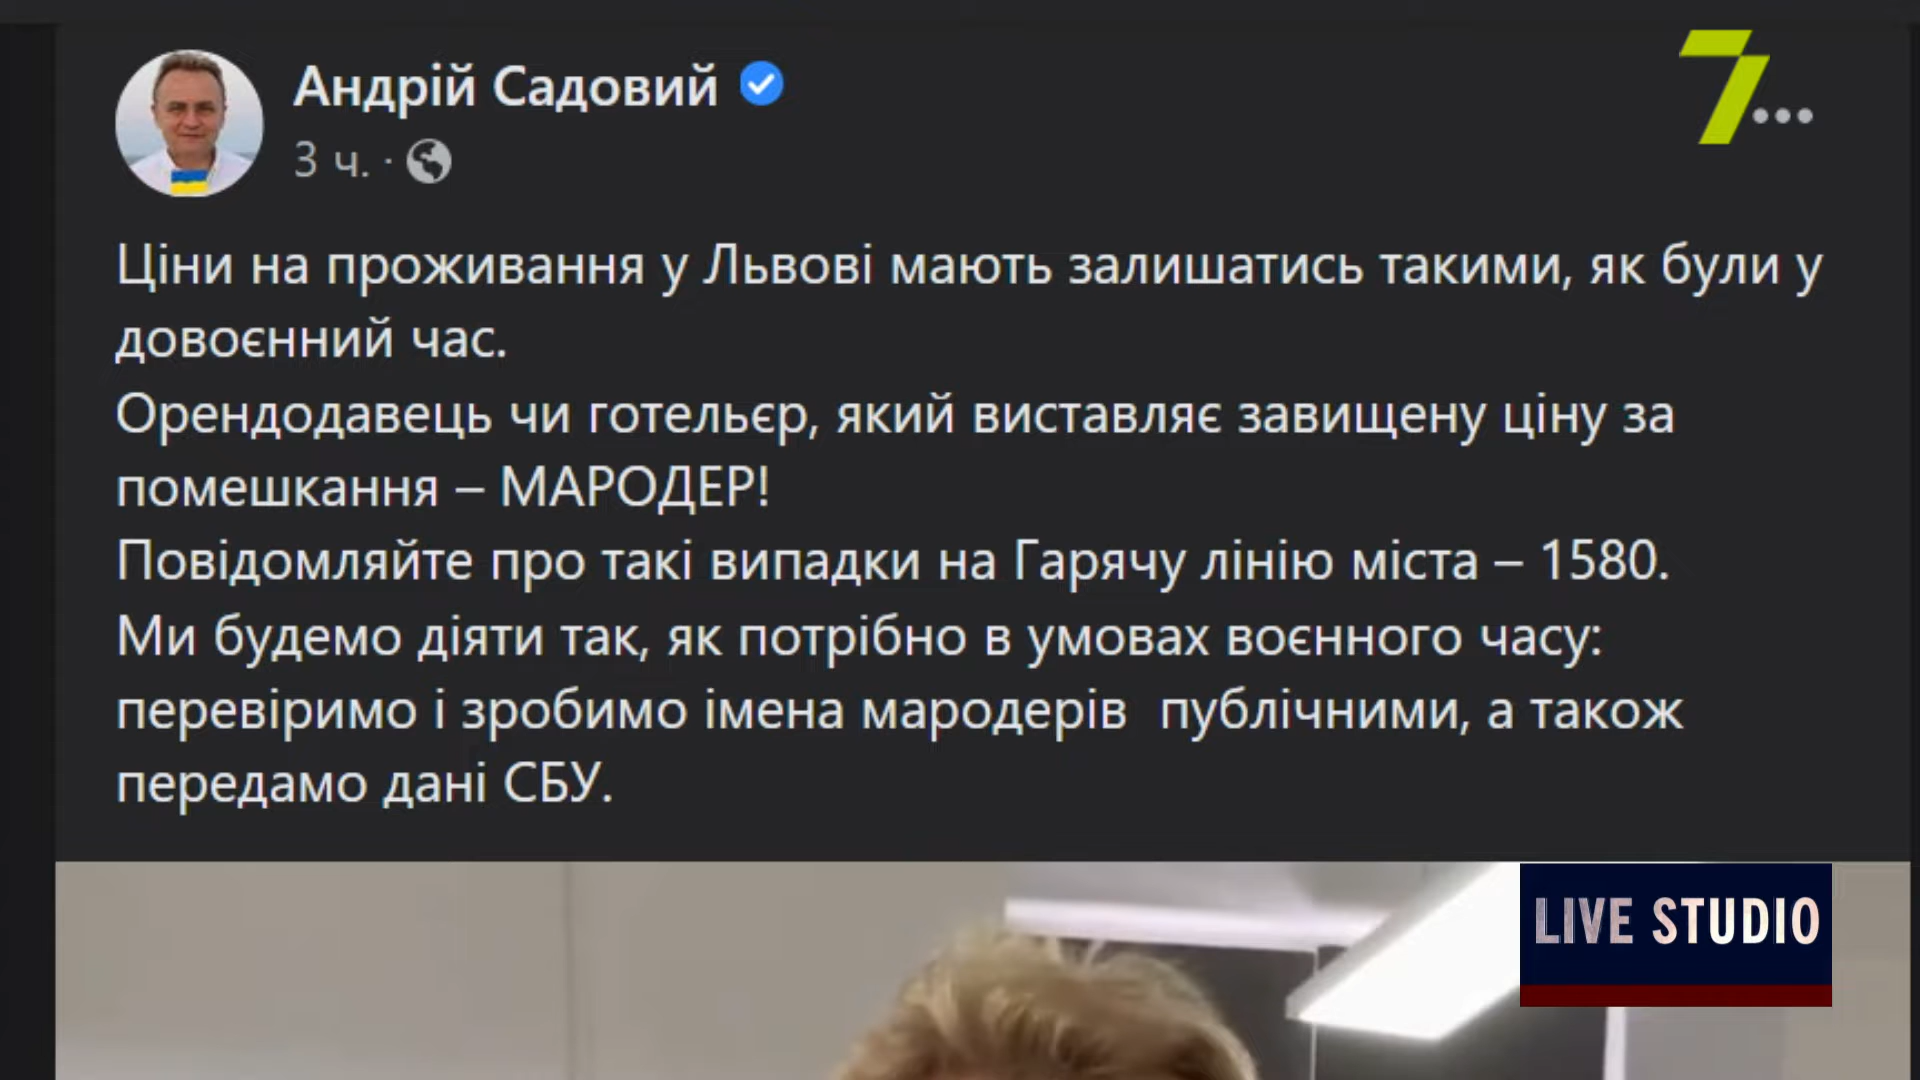 Андрій Садовий
3 ч. ·
7
Ціни на проживання у Львові мають залишатись такими, як були у
довоєнний час.
Орендодавець чи готельєр, який виставляє завищену ціну за
помешкання – МАРОДЕР!
Повідомляйте про такі випадки на Гарячу лінію міста – 1580.
Ми будемо діяти так, як потрібно в умовах воєнного часу:
перевіримо і зробимо імена мародерів  публічними, а також
передамо дані СБУ.
LIVE STUDIO